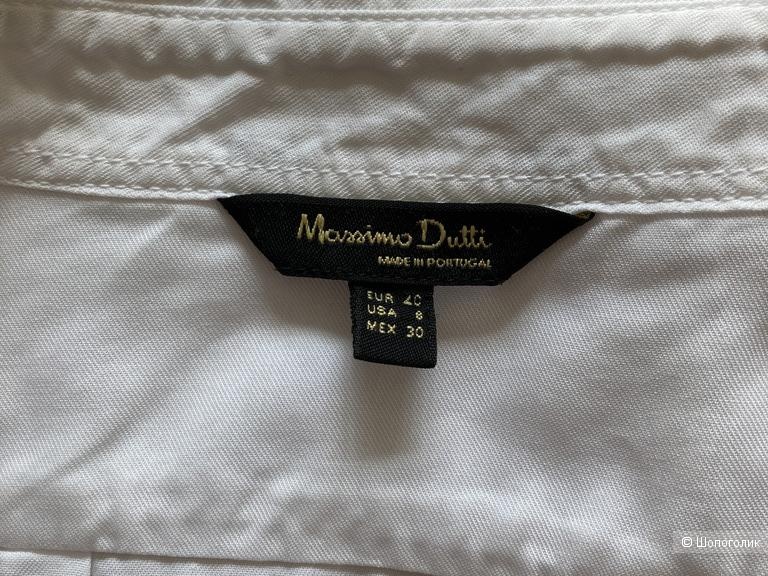 Massimo Dutti
MADE IN PORTUGAL
EUR 40
USA 8
MEX 30
© Шопоголик